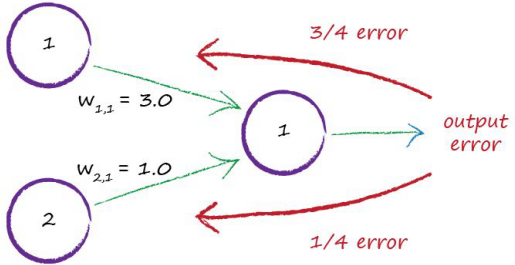 1
3/4 error
w1,1 = 3.0
1
output
error
w2,1 = 1.0
2
1/4 error